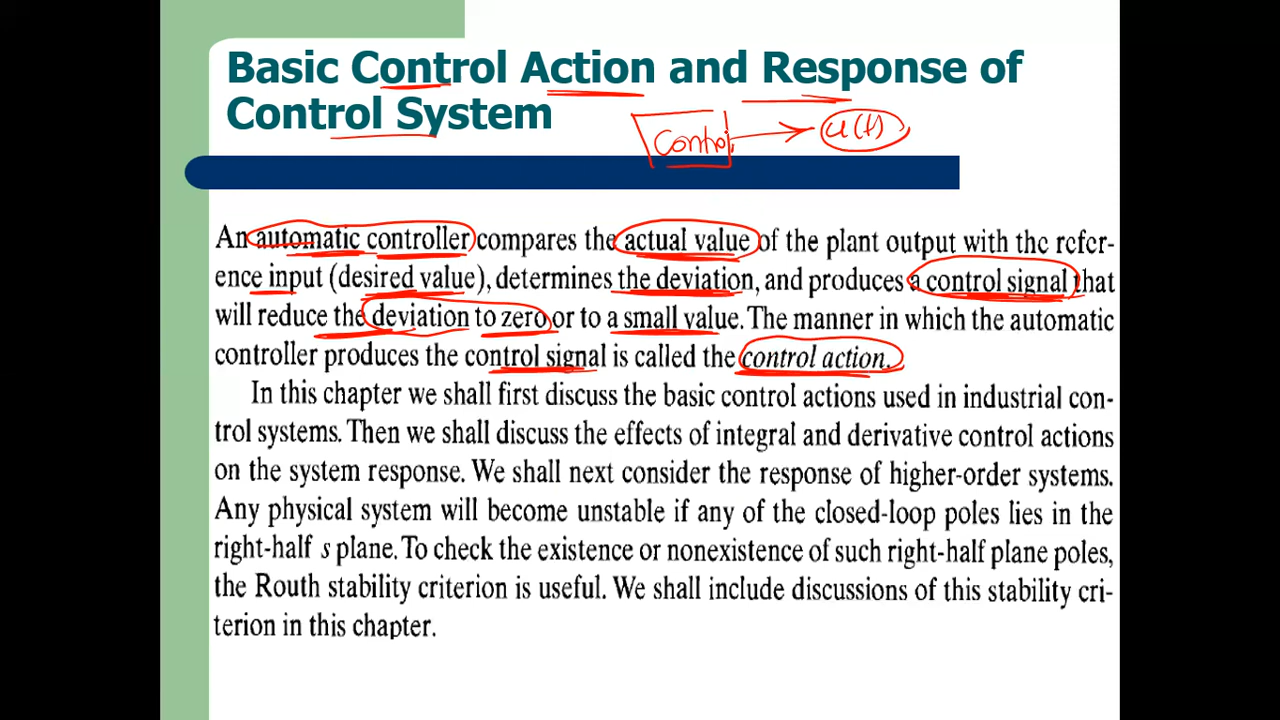 Basic Control Action and Response of
Control System
Control
u(t)
An automatic controller compares the actual value of the plant output with the refer-
ence input (desired value), determines the deviation, and produces a control signal that
will reduce the deviation to zero or to a small value. The manner in which the automatic
controller produces the control signal is called the control action.
In this chapter we shall first discuss the basic control actions used in industrial con-
trol systems. Then we shall discuss the effects of integral and derivative control actions
on the system response. We shall next consider the response of higher-order systems.
Any physical system will become unstable if any of the closed-loop poles lies in the
right-half s plane. To check the existence or nonexistence of such right-half plane poles,
the Routh stability criterion is useful. We shall include discussions of this stability cri-
terion in this chapter.